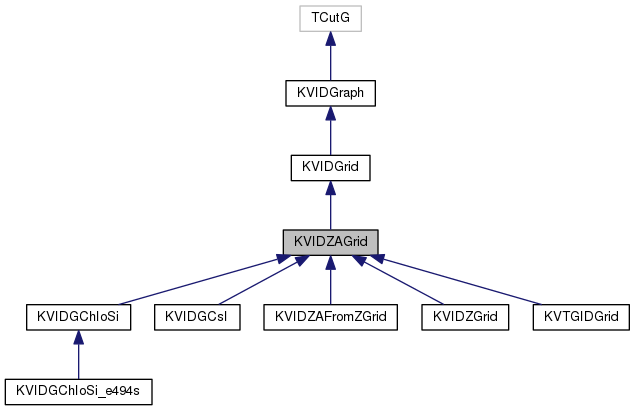 TCutG
KVIDGraph
KVIDGrid
KVIDZAGrid
KVIDGChIoSi
KVIDGCsI
KVIDZAFromZGrid
KVIDZGrid
KVTGIDGrid
KVIDGChIoSi_e494s